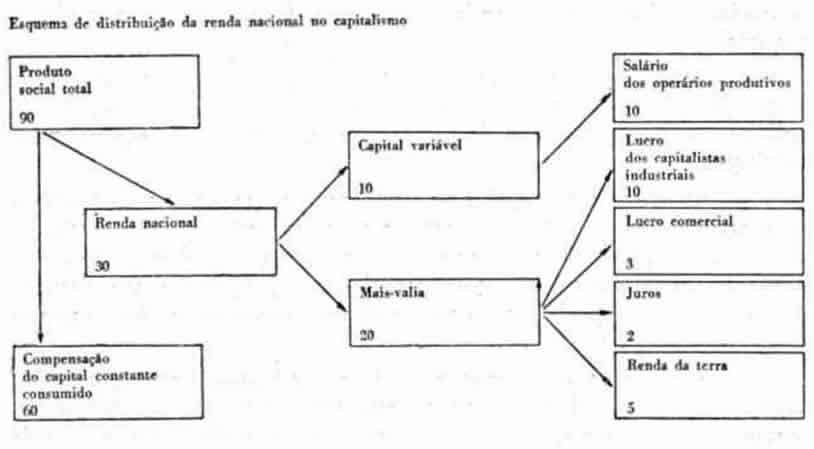 Esquema de distribuição da renda nacional no capitalismo
Produto
social total
90
Renda nacional
30
Compensação
do capital constante
consumido
60
Capital variável
10
Mais-valia
20
Salário
dos operários produtivos
10
Lucro
dos capitalistas
industriais
10
Lucro comercial
3
Juros
2
Renda da terra
5